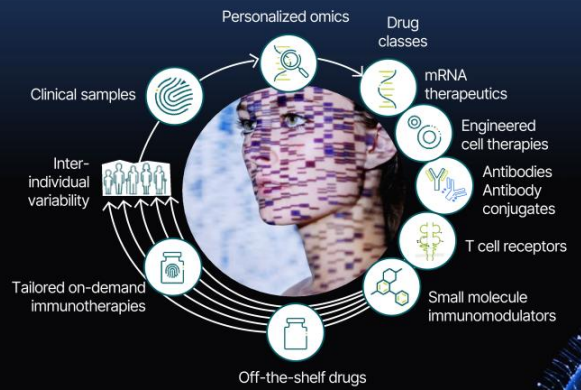 Personalized omics
Drug
classes
mRNA
therapeutics
Clinical samples
Engineered
cell therapies
Inter-
individual
variability
Antibodies
Antibody
conjugates
T cell receptors
Tailored on-demand
immunotherapies
Small molecule
immunomodulators
Off-the-shelf drugs